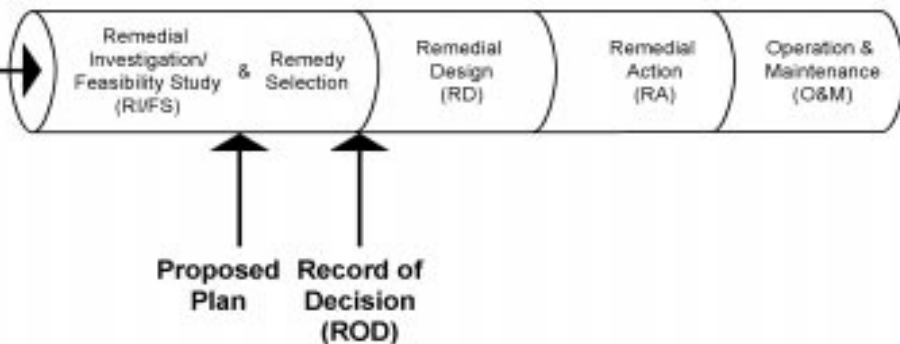 Remedial
Investigation/
Feasibility Study
(RI/FS)
&
Remedy
Selection
Remedial
Design
(RD)
Remedial
Action
(RA)
Operation &
Maintenance
(O&M)
Proposed
Plan
Record of
Decision
(ROD)